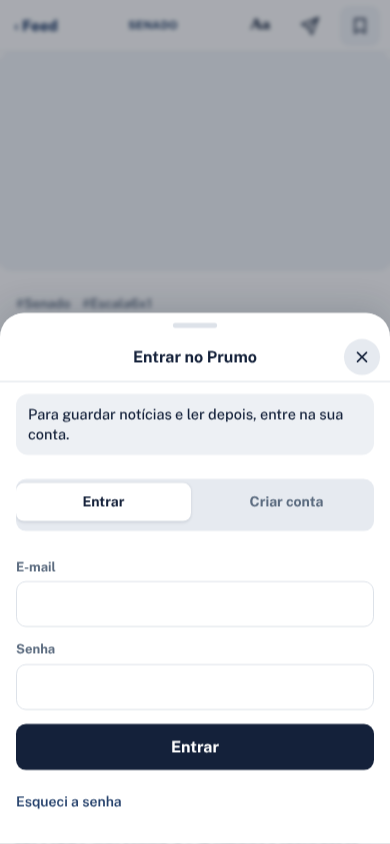 ‹ Feed
SENADO
Aa
#Senado #Escala6x1
Entrar no Prumo
Para guardar notícias e ler depois, entre na sua
conta.
Entrar
Criar conta
E-mail
Senha
Entrar
Esqueci a senha